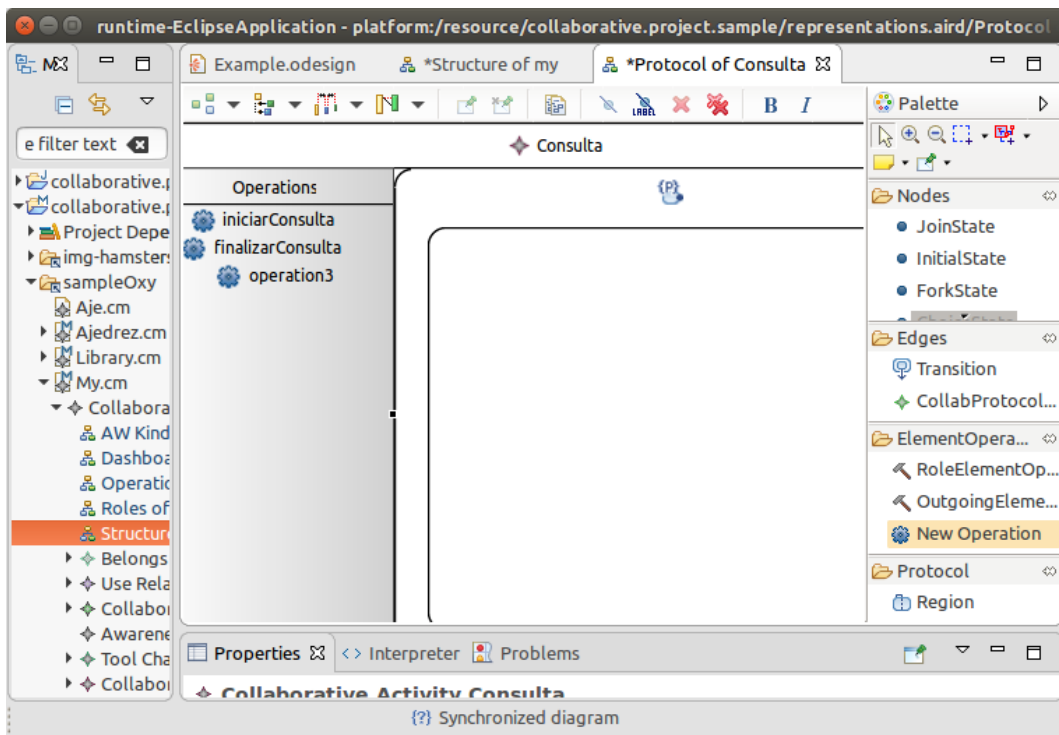 runtime-EclipseApplication - platform:/resource/collaborative.project.sample/representations.aird/Protocol
M
Example.odesign
*Structure of my
*Protocol of Consulta
LABEL
B I
Palette
e filter text
Consulta
collaborative.p
collaborative.p
Project Depe
img-hamsters
sampleOxy
Aje.cm
Ajedrez.cm
Library.cm
My.cm
Collabora
AW Kind
Dashboa
Operatio
Roles of
Structure
Belongs
Use Rela
Collabor
Awarene
Tool Cha
Collabor
Operations
iniciarConsulta
finalizarConsulta
operation3
{P}
Nodes
JoinState
InitialState
ForkState
Edges
Transition
CollabProtocol...
ElementOpera...
RoleElementOp...
OutgoingEleme...
New Operation
Protocol
Region
Properties
Interpreter
Problems
Collaborative Activity Consulta
{?} Synchronized diagram